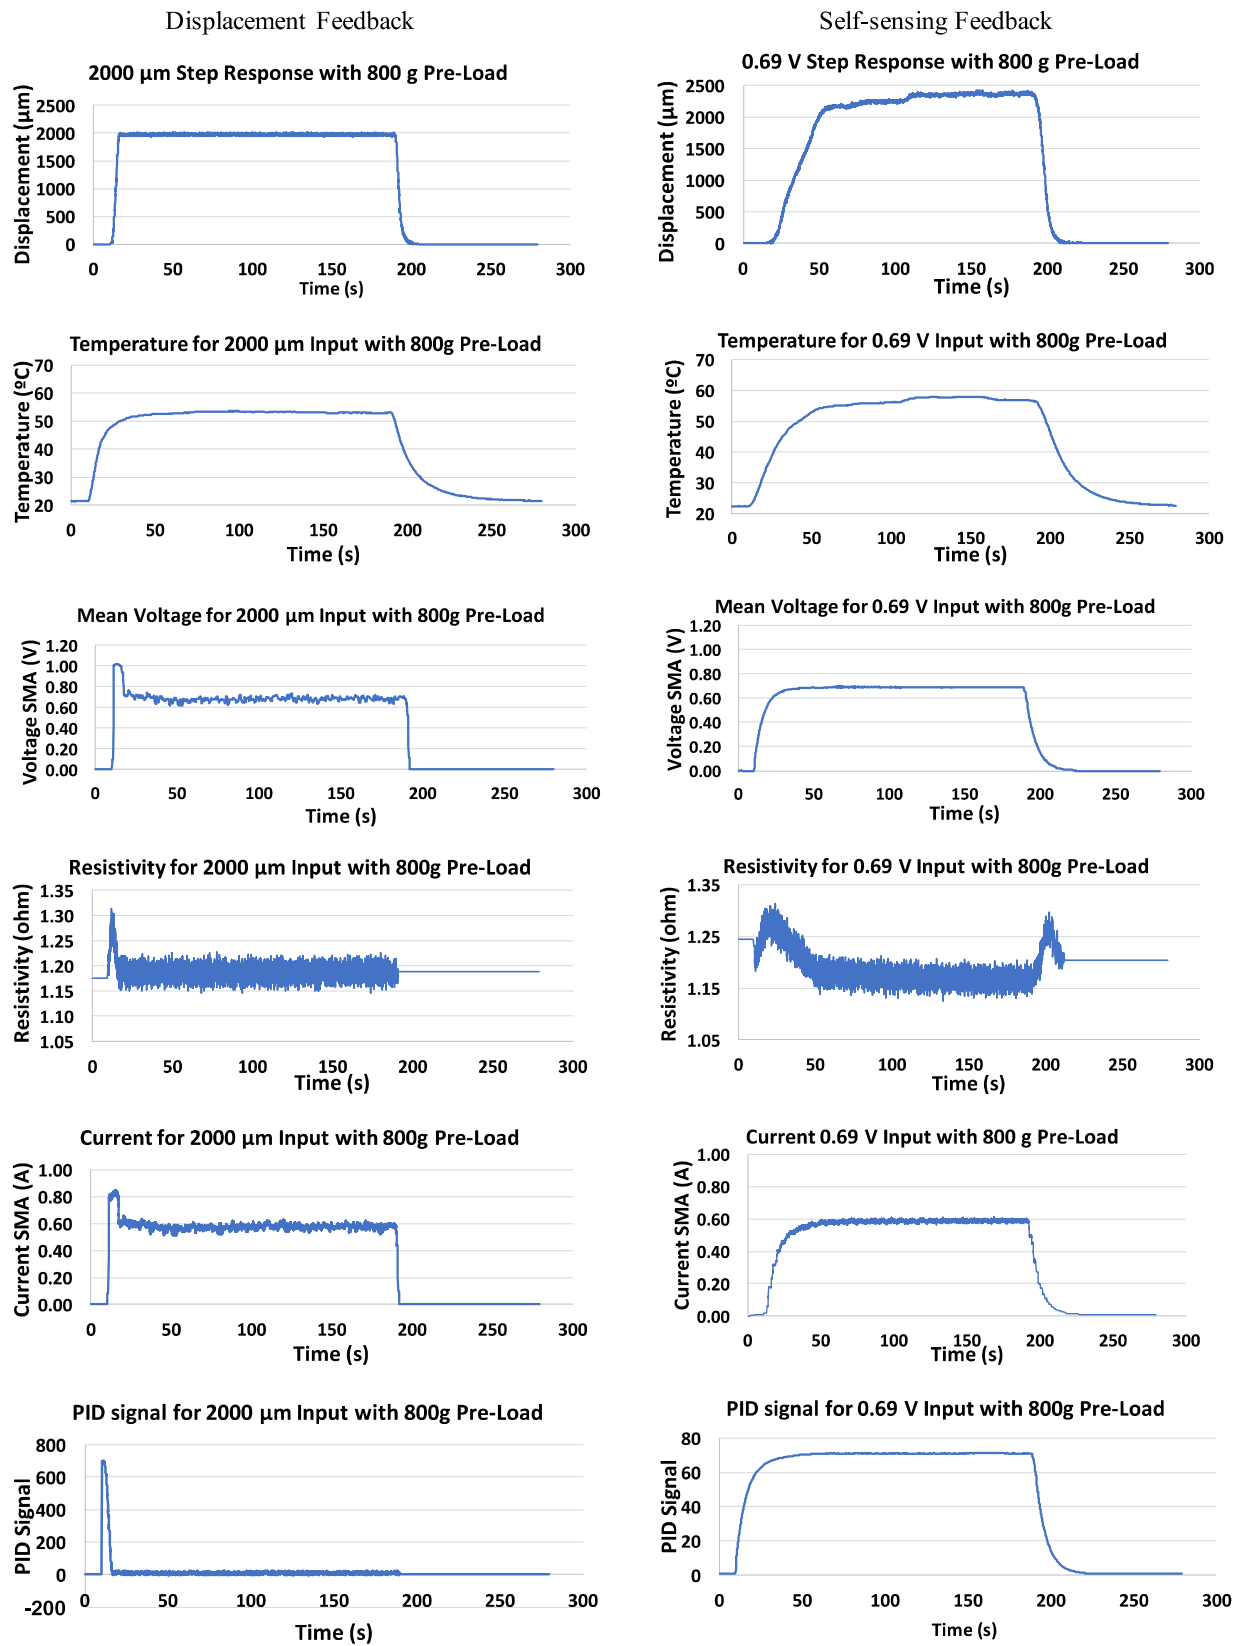 Displacement Feedback
Self-sensing Feedback
2000 µm Step Response with 800 g Pre-Load
Displacement (µm)
2500
2000
1500
1000
500
0
0 50 100 150 200 250 300
Time (s)
0.69 V Step Response with 800 g Pre-Load
Displacement (µm)
2500
2000
1500
1000
500
0
0 50 100 150 200 250 300
Time (s)
Temperature for 2000 µm Input with 800g Pre-Load
Temperature (ºC)
70
60
50
40
30
20
0 50 100 150 200 250 300
Time (s)
Temperature for 0.69 V Input with 800g Pre-Load
Temperature (ºC)
70
60
50
40
30
20
0 50 100 150 200 250 300
Time (s)
Mean Voltage for 2000 µm Input with 800g Pre-Load
Voltage SMA (V)
1.20
1.00
0.80
0.60
0.40
0.20
0.00
0 50 100 150 200 250 300
Time (s)
Mean Voltage for 0.69 V Input with 800g Pre-Load
Voltage SMA (V)
1.20
1.00
0.80
0.60
0.40
0.20
0.00
0 50 100 150 200 250 300
Time (s)
Resistivity for 2000 µm Input with 800g Pre-Load
Resistivity (ohm)
1.35
1.30
1.25
1.20
1.15
1.10
1.05
0 50 100 150 200 250 300
Time (s)
Resistivity for 0.69 V Input with 800g Pre-Load
Resistivity (ohm)
1.35
1.25
1.15
1.05
0 50 100 150 200 250 300
Time (s)
Current for 2000 µm Input with 800g Pre-Load
Current SMA (A)
1.00
0.80
0.60
0.40
0.20
0.00
0 50 100 150 200 250 300
Time (s)
Current 0.69 V Input with 800 g Pre-Load
Current SMA (A)
1.00
0.80
0.60
0.40
0.20
0.00
0 50 100 150 200 250 300
Time (s)
PID signal for 2000 µm Input with 800g Pre-Load
PID Signal
800
600
400
200
0
-200
0 50 100 150 200 250 300
Time (s)
PID signal for 0.69 V Input with 800g Pre-Load
PID Signal
80
60
40
20
0
0 50 100 150 200 250 300
Time (s)